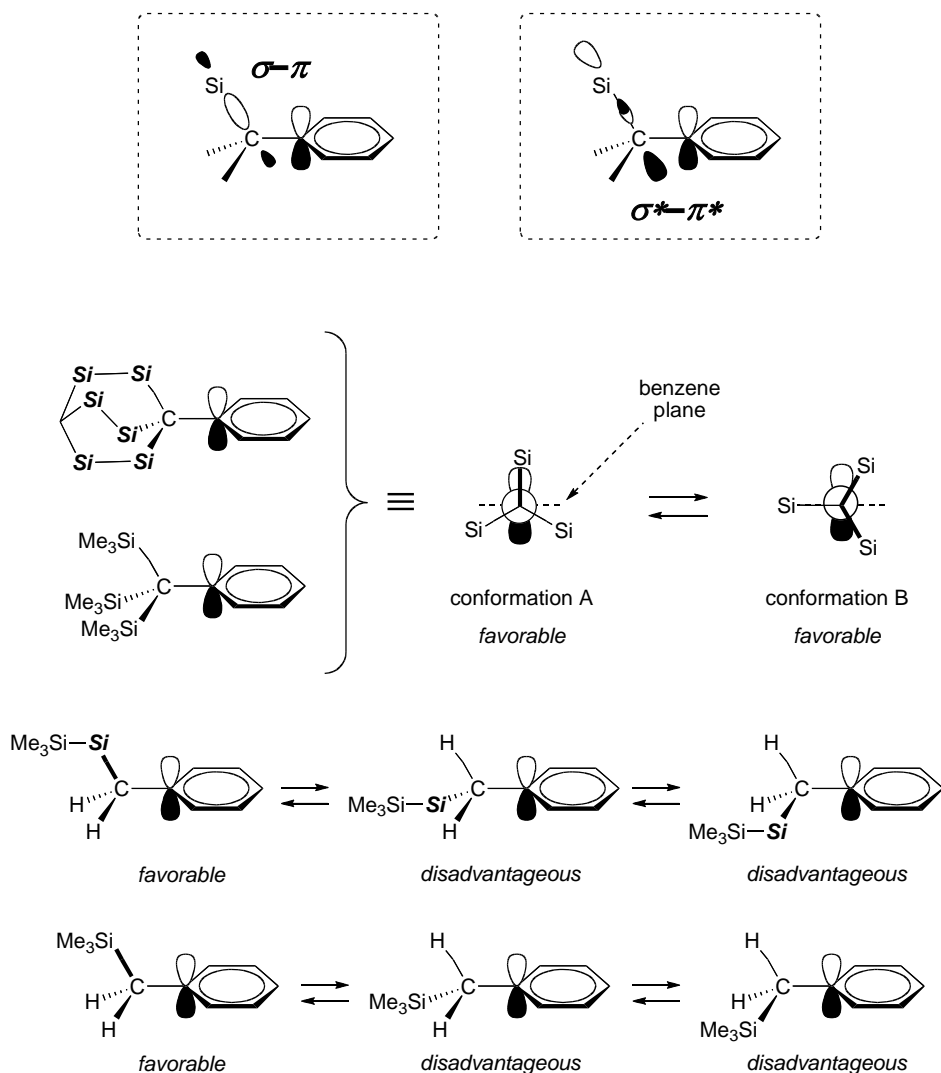 Si
σ–π
C
Si
C
σ*–π*
Si Si
Si
Si C
Si Si
benzene
plane
Si
Si Si
≡
Si
Si
Si
Me3Si
C
Me3Si
Me3Si
conformation A
conformation B
favorable
favorable
Me3Si–Si
C
H
H
H
C
Me3Si–Si
H
H
C
H
Me3Si–Si
favorable
disadvantageous
disadvantageous
Me3Si
C
H
H
H
C
Me3Si
H
H
C
H
Me3Si
favorable
disadvantageous
disadvantageous